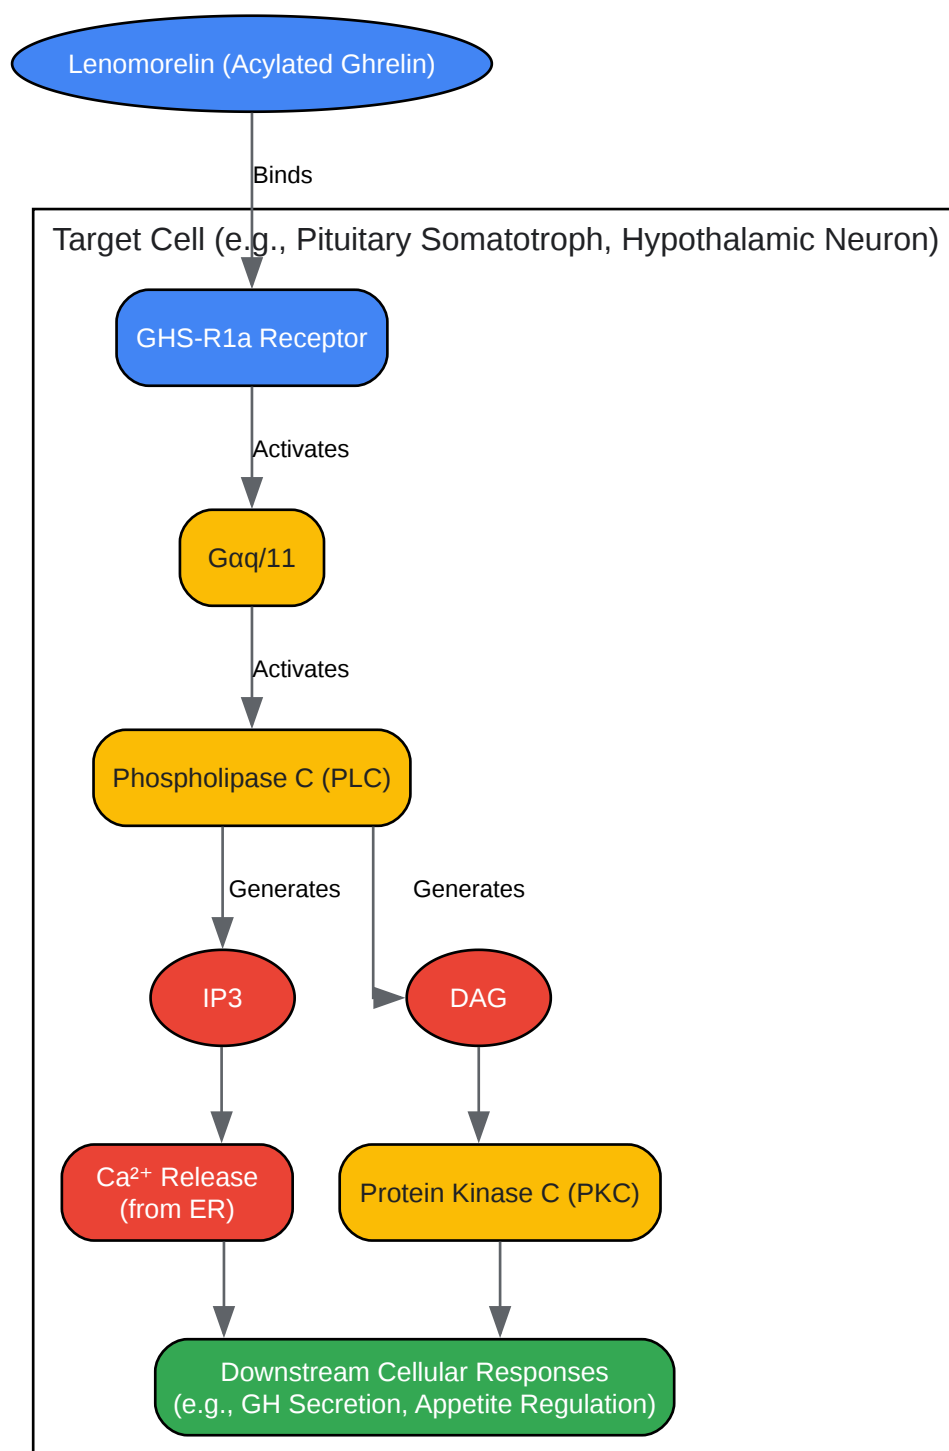 Lenomorelin (Acylated Ghrelin)
Binds
Target Cell (e.g., Pituitary Somatotroph, Hypothalamic Neuron)
GHS-R1a Receptor
Activates
Gαq/11
Activates
Phospholipase C (PLC)
Generates
Generates
IP3
DAG
Ca²⁺ Release
(from ER)
Protein Kinase C (PKC)
Downstream Cellular Responses
(e.g., GH Secretion, Appetite Regulation)